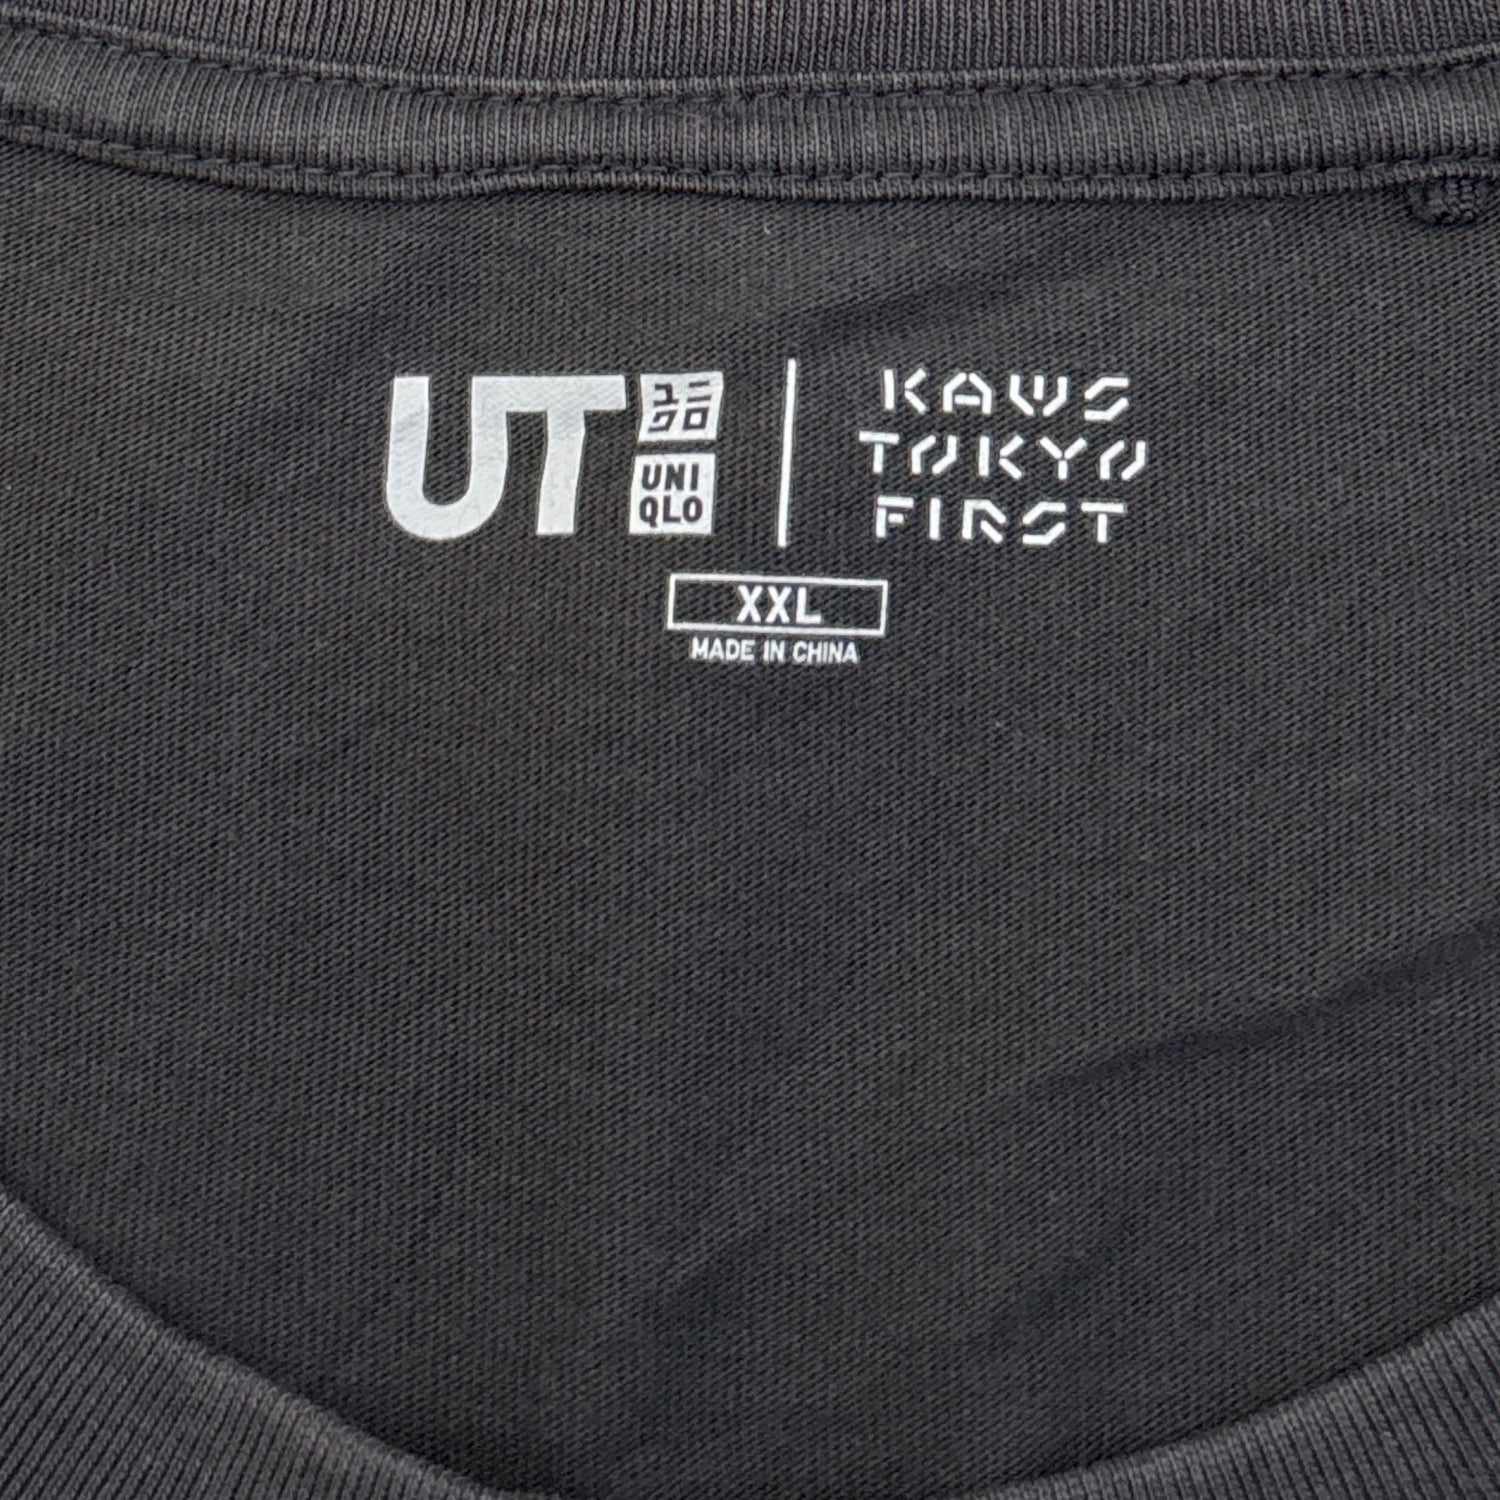 UT
ユニ
クロ
UNI
QLO
KAWS
TOKYO
FIRST
XXL
MADE IN CHINA